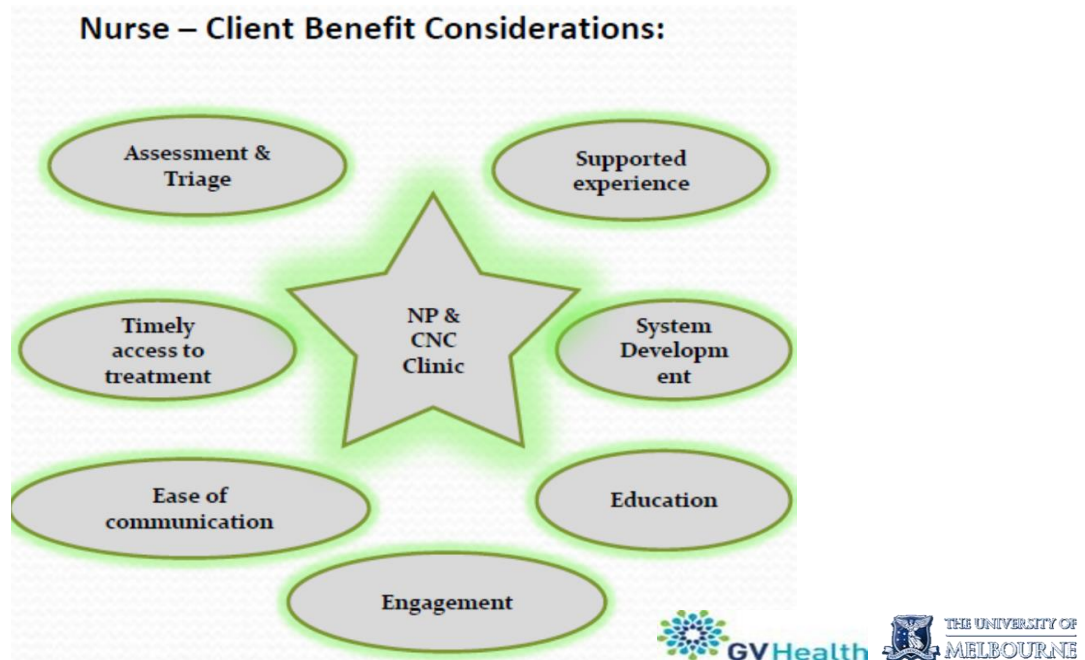 Nurse – Client Benefit Considerations:
Assessment &
Triage
Supported
experience
NP &
CNC
Clinic
Timely
access to
treatment
System
Developm
ent
Ease of
communication
Education
Engagement
GVHealth
THE UNIVERSITY OF
MELBOURNE